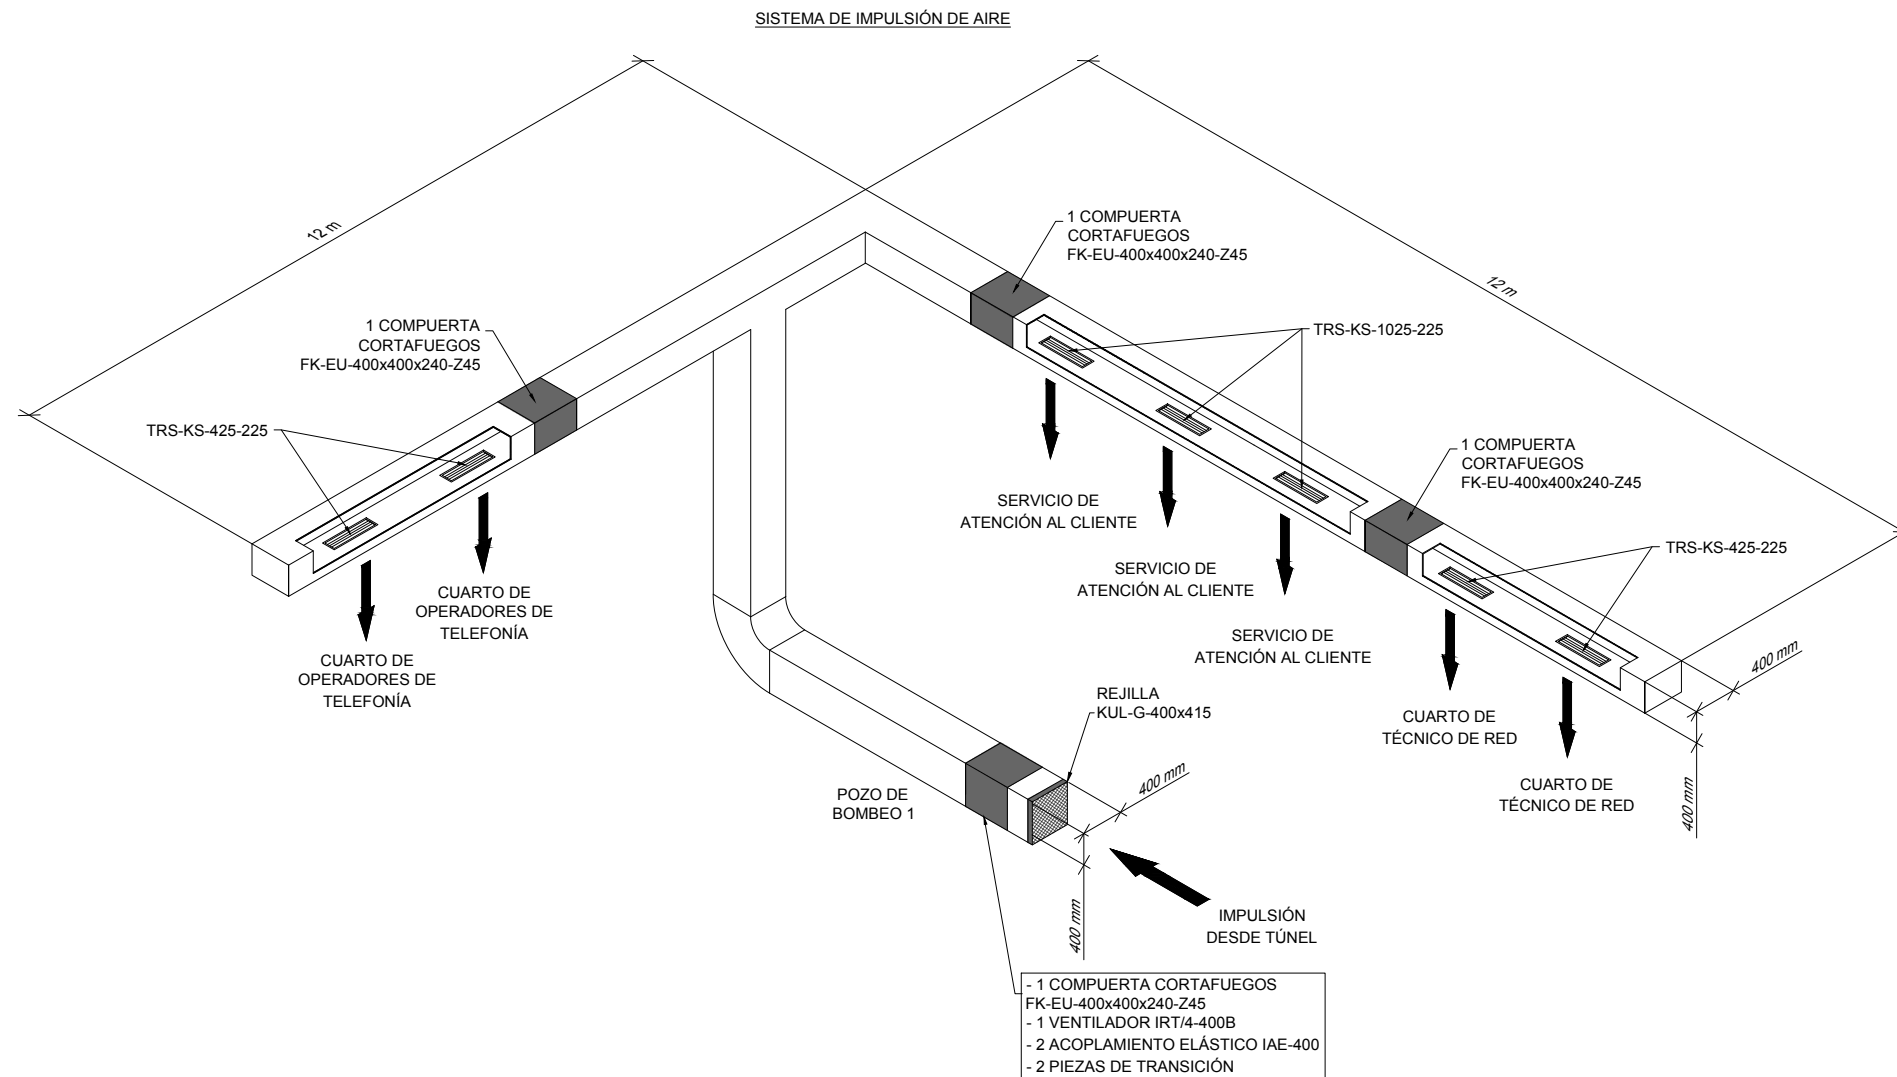 SISTEMA DE IMPULSIÓN DE AIRE
12 m
12 m
1 COMPUERTA
CORTAFUEGOS
FK-EU-400x400x240-Z45
1 COMPUERTA
CORTAFUEGOS
FK-EU-400x400x240-Z45
TRS-KS-1025-225
TRS-KS-425-225
1 COMPUERTA
CORTAFUEGOS
FK-EU-400x400x240-Z45
SERVICIO DE
ATENCIÓN AL CLIENTE
SERVICIO DE
ATENCIÓN AL CLIENTE
SERVICIO DE
ATENCIÓN AL CLIENTE
TRS-KS-425-225
CUARTO DE
OPERADORES DE
TELEFONÍA
CUARTO DE
OPERADORES DE
TELEFONÍA
400 mm
400 mm
REJILLA
KUL-G-400x415
CUARTO DE
TÉCNICO DE RED
CUARTO DE
TÉCNICO DE RED
POZO DE
BOMBEO 1
400 mm
400 mm
IMPULSIÓN
DESDE TÚNEL
- 1 COMPUERTA CORTAFUEGOS
FK-EU-400x400x240-Z45
- 1 VENTILADOR IRT/4-400B
- 2 ACOPLAMIENTO ELÁSTICO IAE-400
- 2 PIEZAS DE TRANSICIÓN